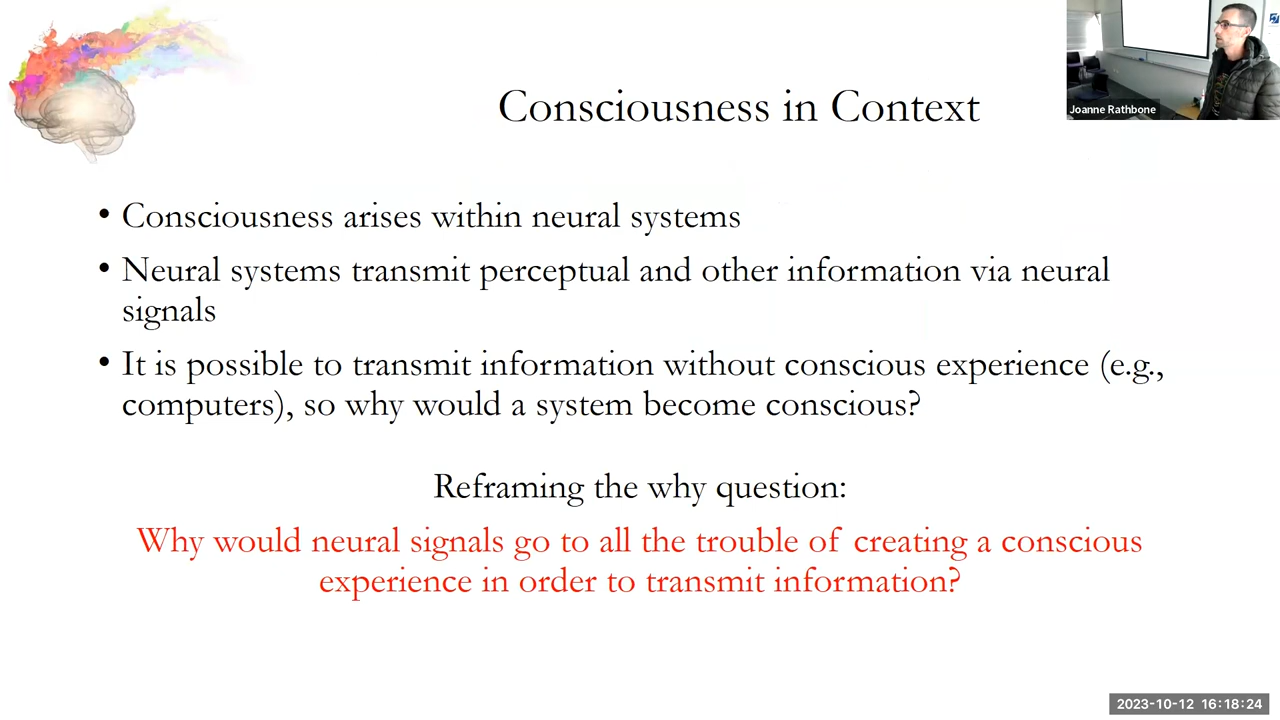 Consciousness in Context
Joanne Rathbone
• Consciousness arises within neural systems
• Neural systems transmit perceptual and other information via neural
signals
• It is possible to transmit information without conscious experience (e.g.,
computers), so why would a system become conscious?
Reframing the why question:
Why would neural signals go to all the trouble of creating a conscious
experience in order to transmit information?
2023-10-12 16:18:24